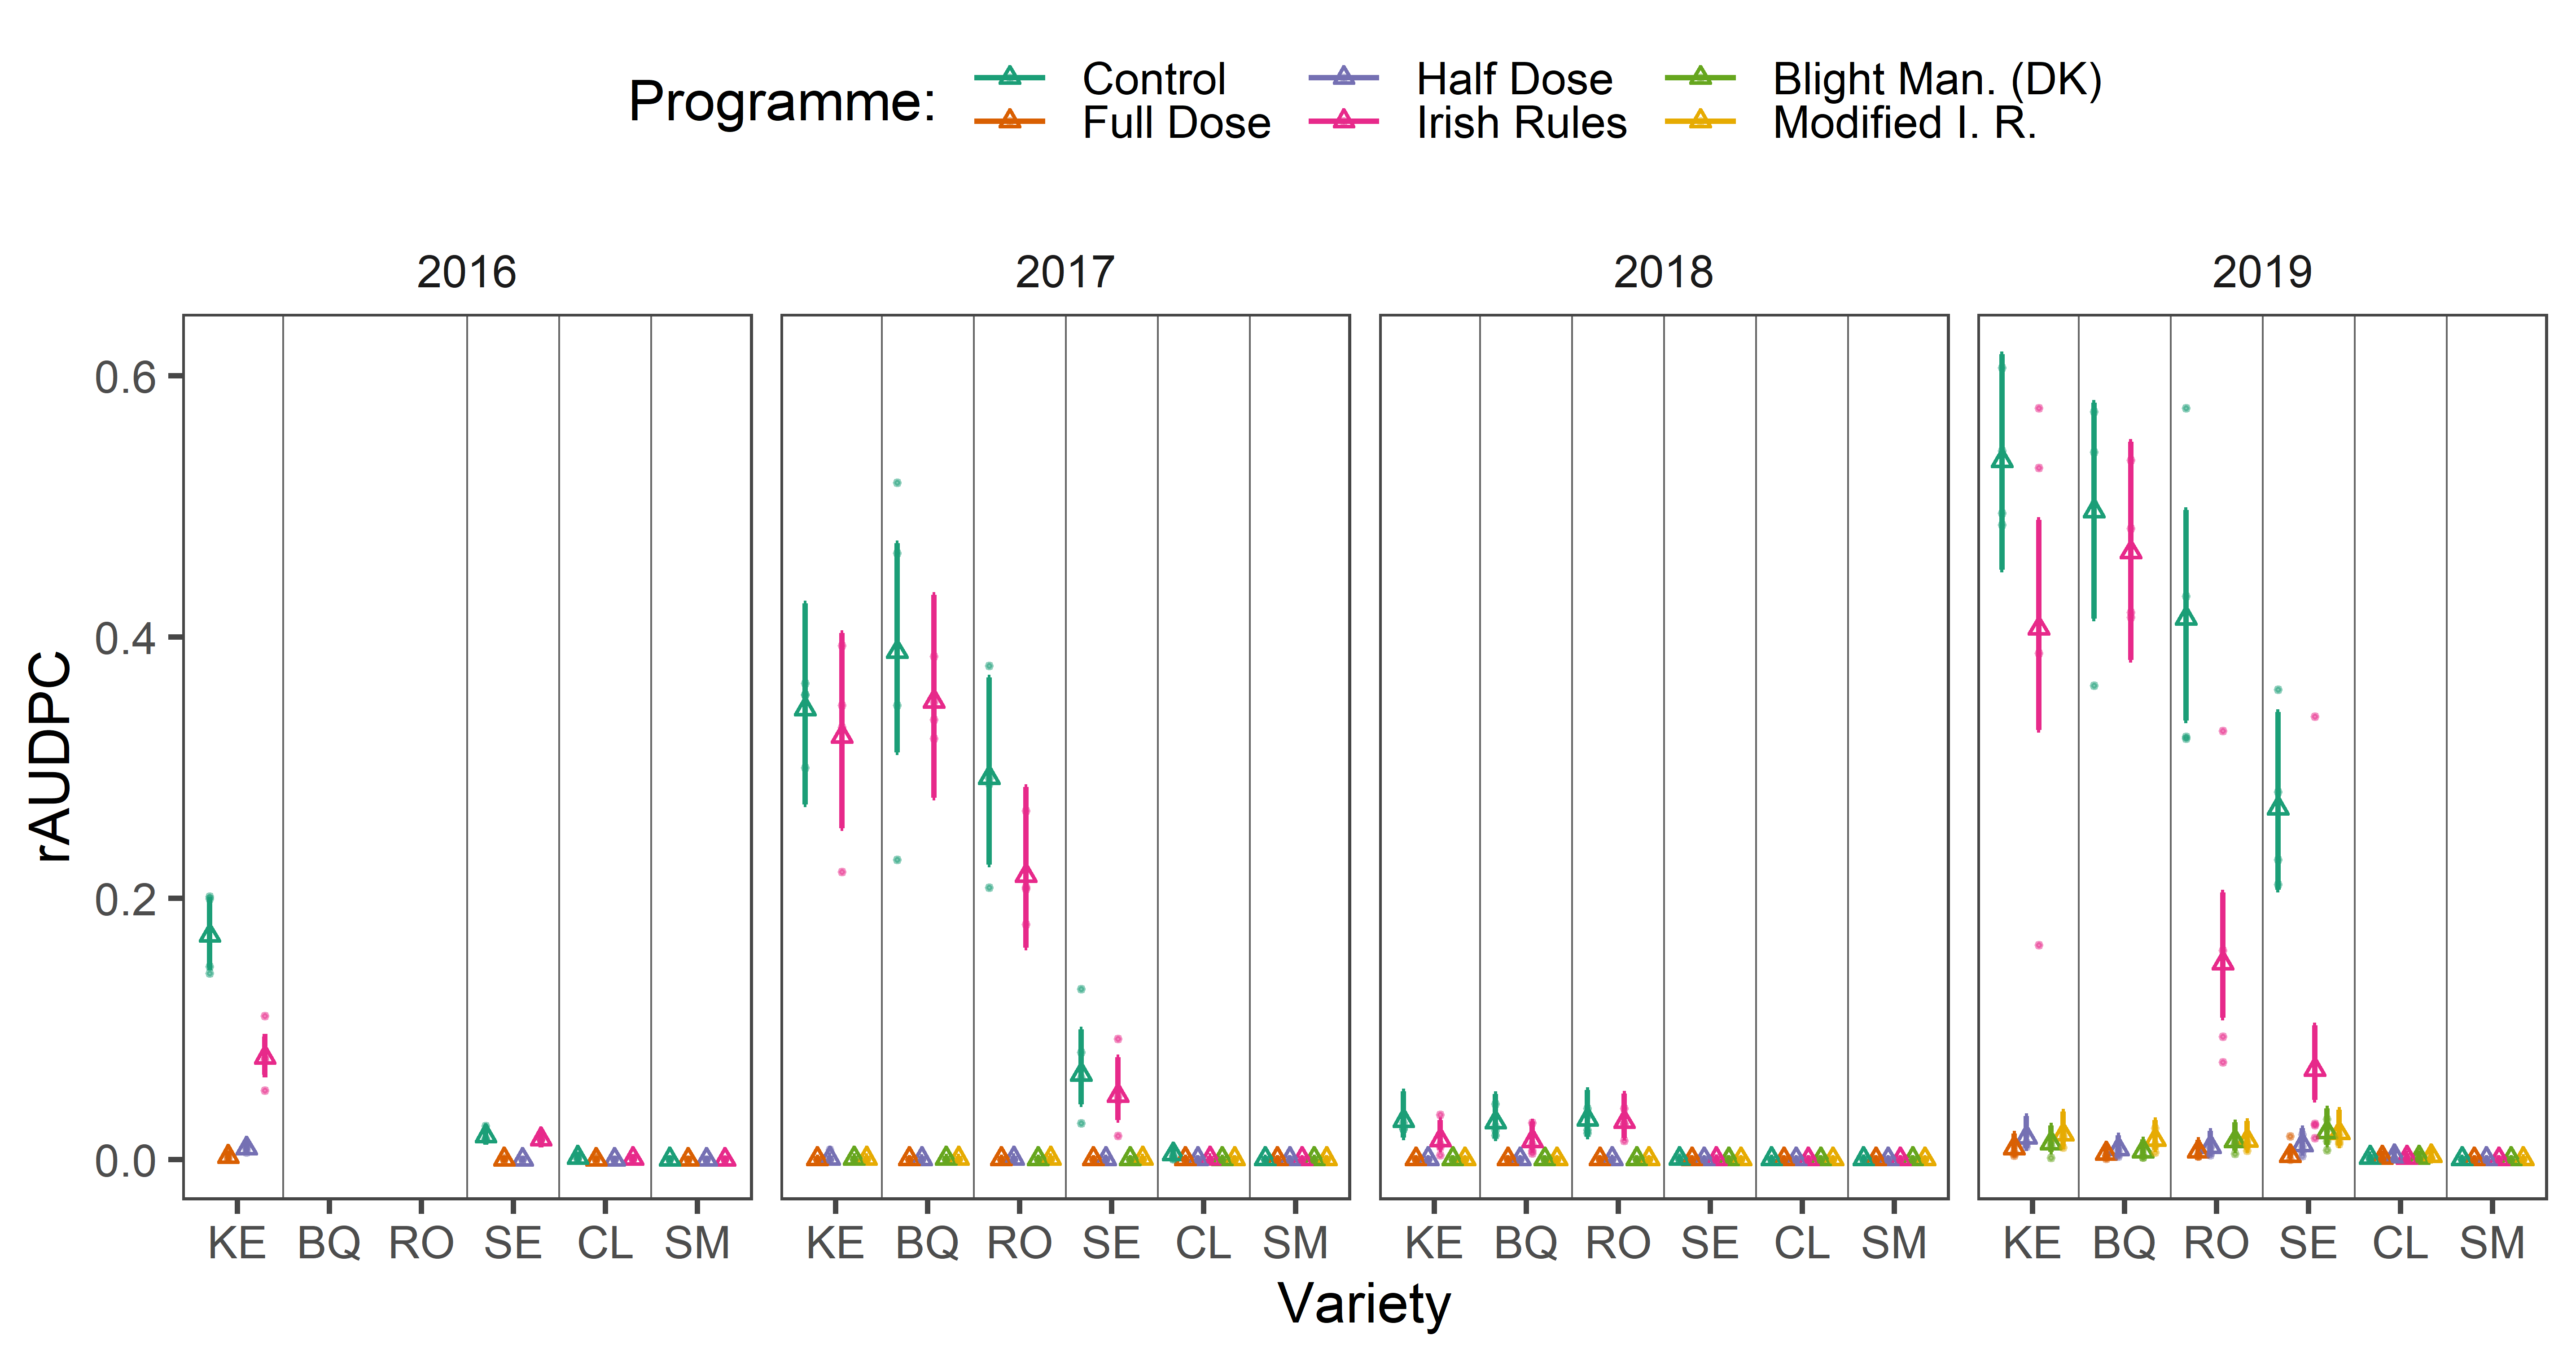 Programme:
Control
Half Dose
Blight Man. (DK)
Full Dose
Irish Rules
Modified I. R.
2016 2017 2018 2019
rAUDPC
0.6
0.4
0.2
0.0
KE BQ RO SE CL SM KE BQ RO SE CL SM KE BQ RO SE CL SM KE BQ RO SE CL SM
Variety